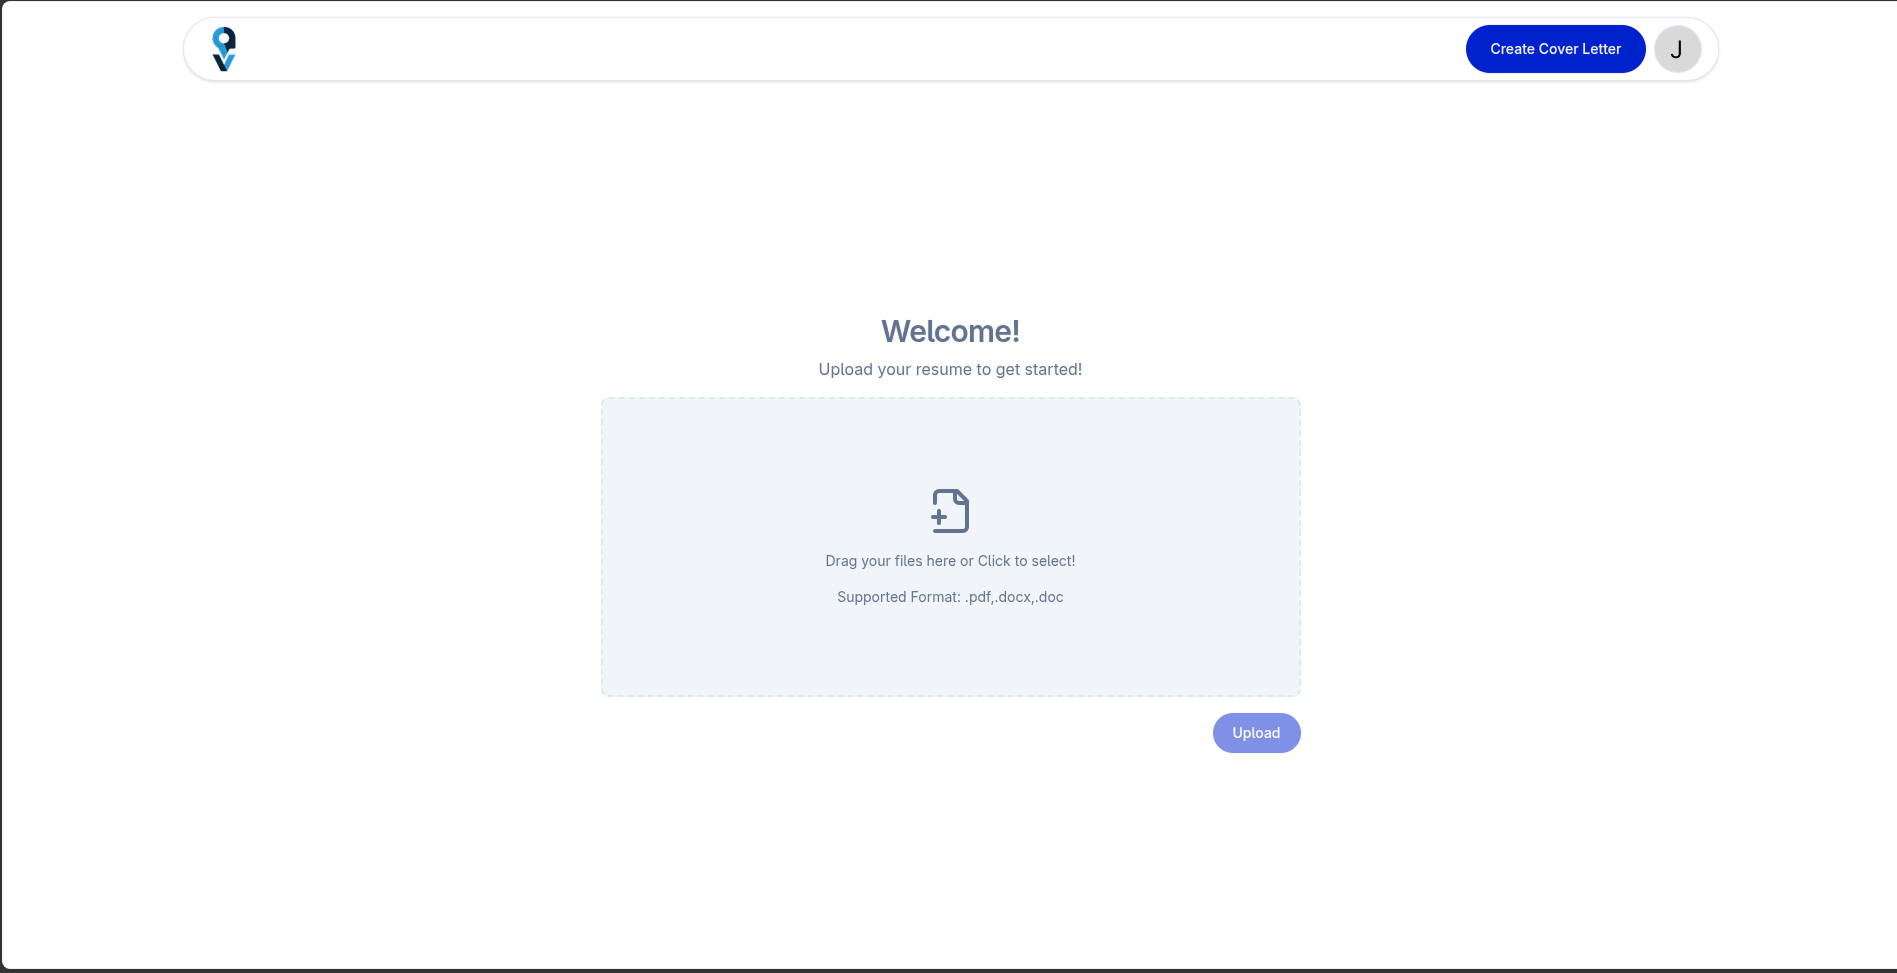 Create Cover Letter
J
Welcome!
Upload your resume to get started!
Drag your files here or Click to select!
Supported Format: .pdf,.docx,.doc
Upload